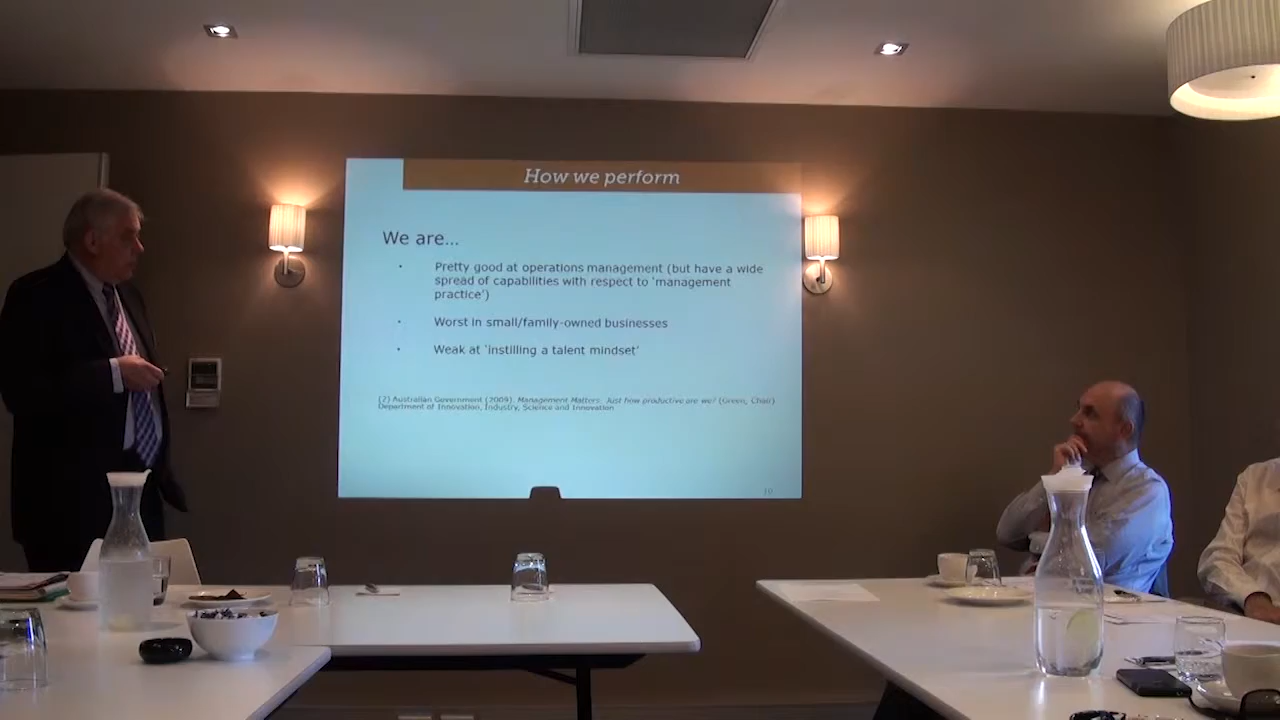 How we perform
We are...
Pretty good at operations management (but have a wide
spread of capabilities with respect to 'management
practice')
Worst in small/family-owned businesses
Weak at 'instilling a talent mindset'
(2) Australian Government (2009). Management Matters: Just how productive are we? (Green, Chair)
Department of Innovation, Industry, Science and Innovation
10